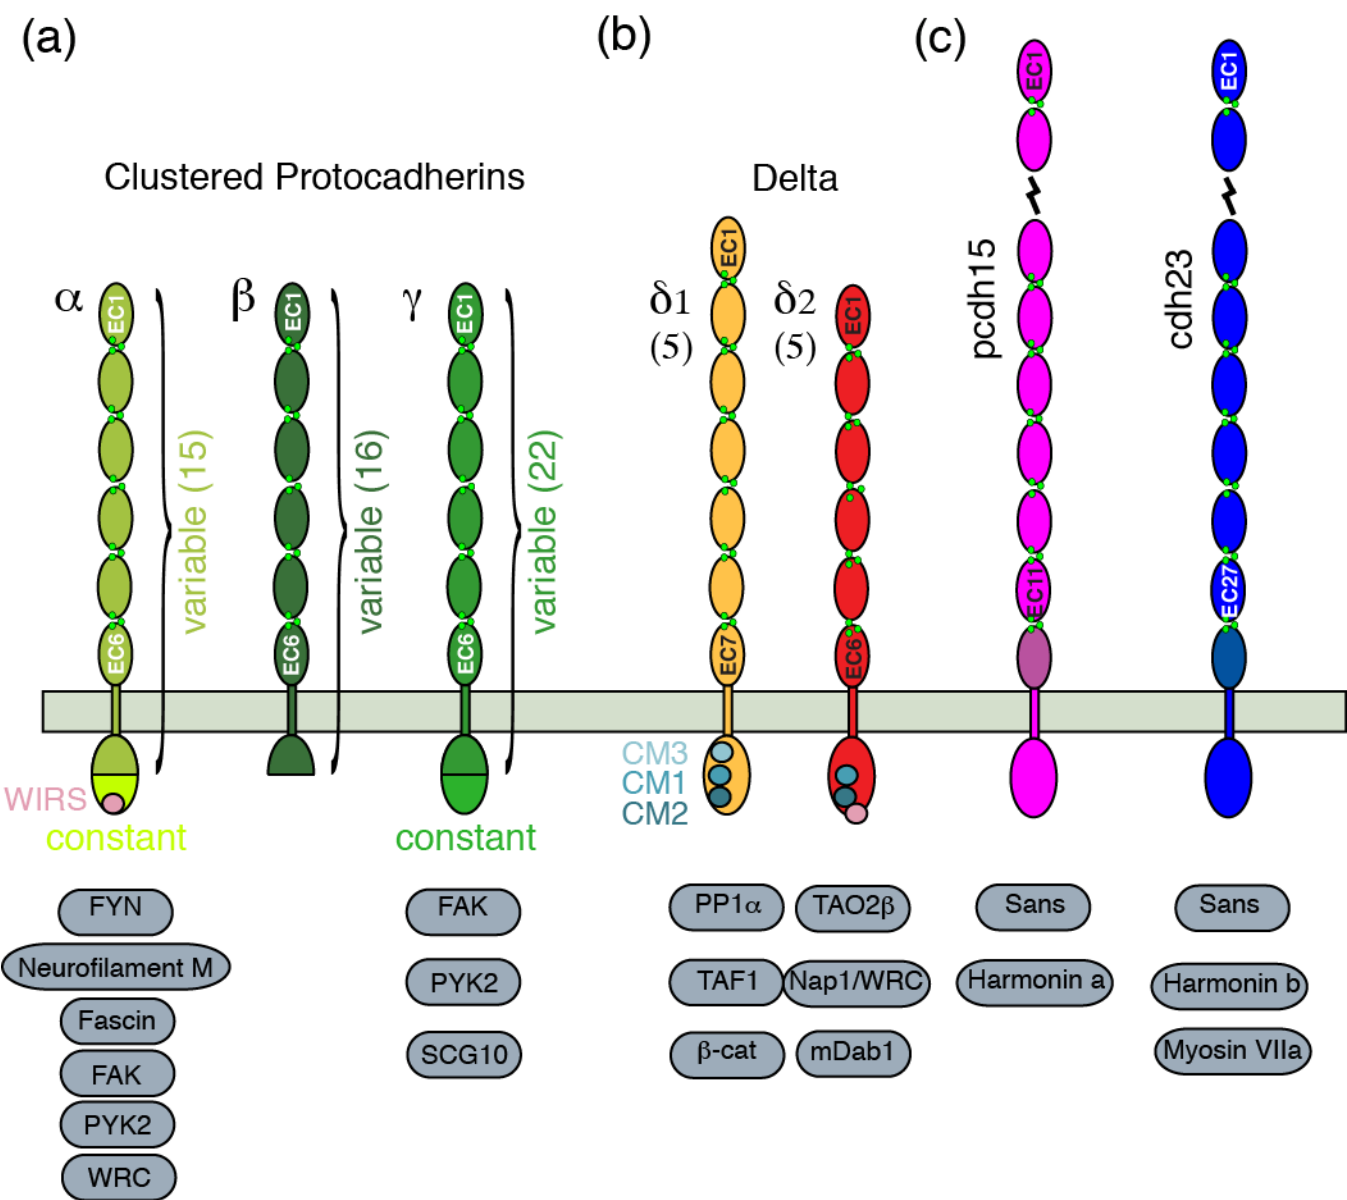 (a)
(b)
(c)
Clustered Protocadherins
Delta
α
EC1
EC6
variable (15)
β
EC1
EC6
variable (16)
γ
EC1
EC6
variable (22)
δ1
(5)
EC1
EC7
δ2
(5)
EC1
EC6
pcdh15
EC1
EC11
cdh23
EC1
EC27
WIRS
constant
constant
CM3
CM1
CM2
FYN
Neurofilament M
Fascin
FAK
PYK2
WRC
FAK
PYK2
SCG10
PP1α
TAF1
β-cat
TAO2β
Nap1/WRC
mDab1
Sans
Harmonin a
Sans
Harmonin b
Myosin VIIa